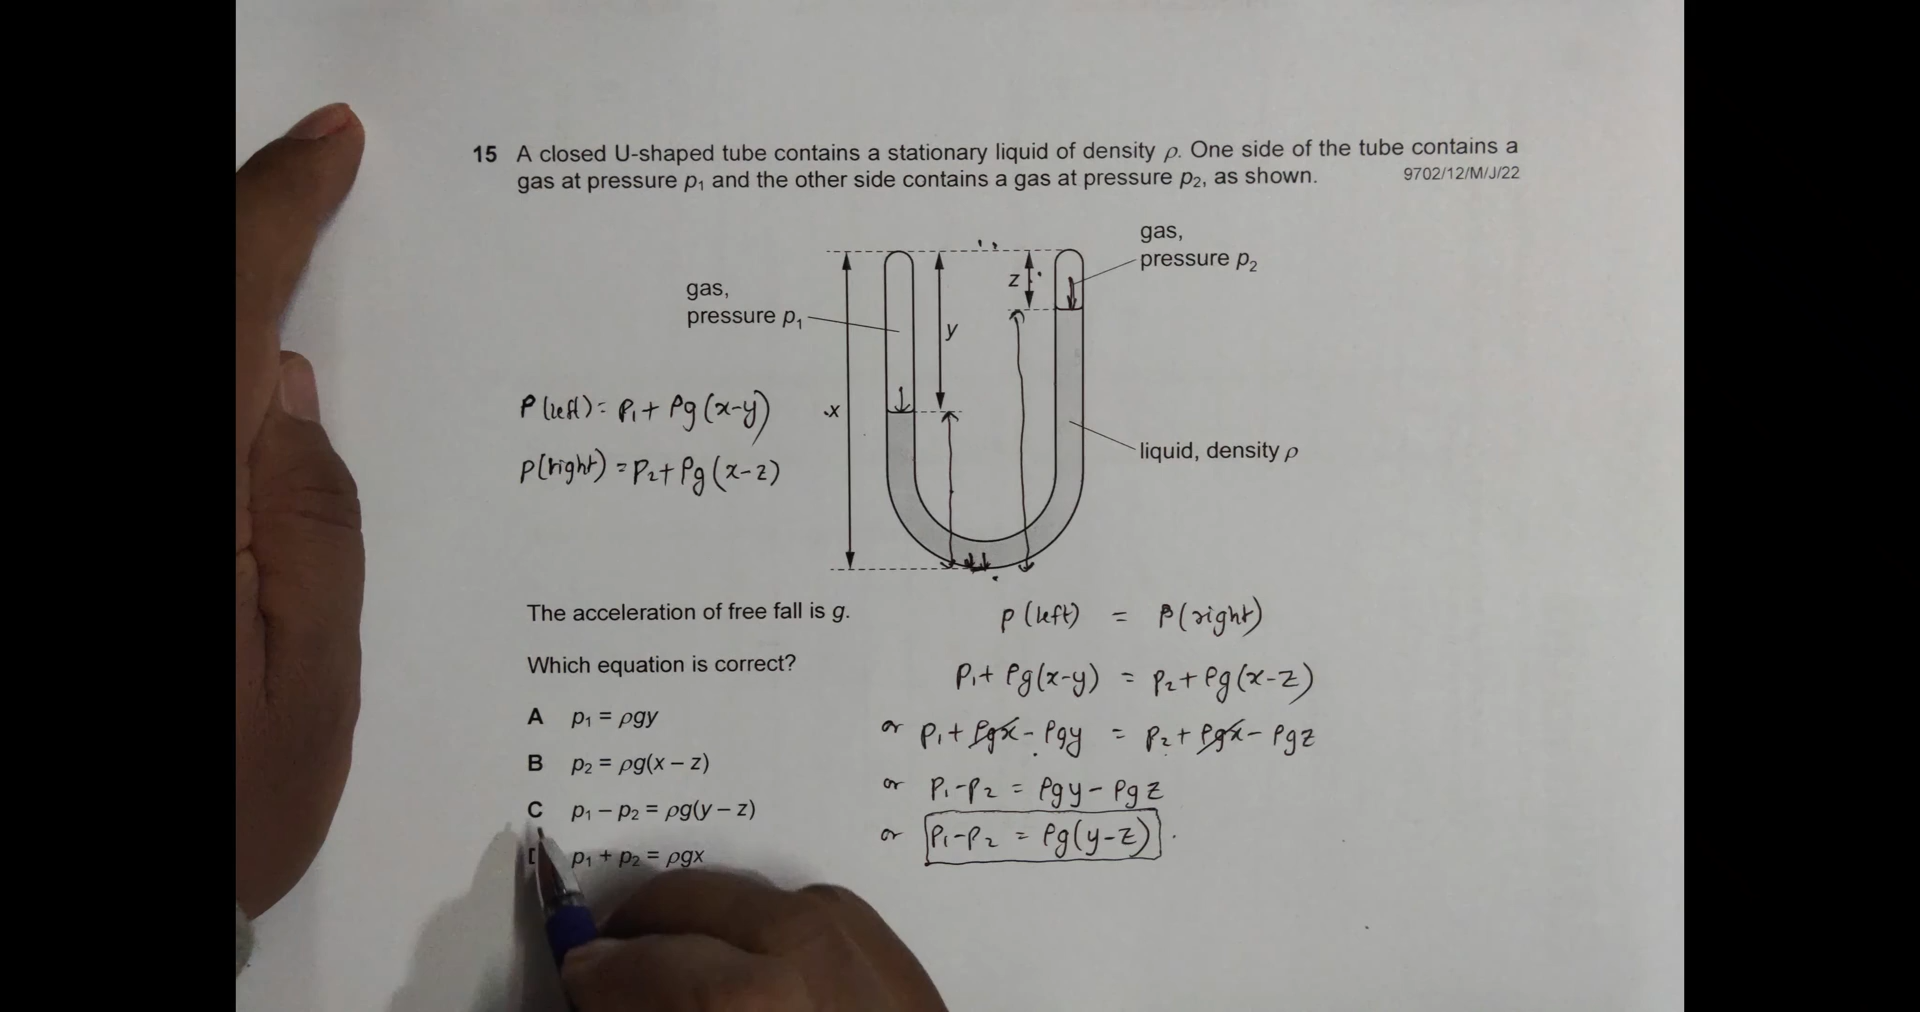 15 A closed U-shaped tube contains a stationary liquid of density ρ. One side of the tube contains a
gas at pressure p₁ and the other side contains a gas at pressure p₂, as shown.
9702/12/M/J/22
gas,
pressure p₂
z
gas,
pressure p₁
y
x
P(left) = P₁ + ρg(x-y)
P(right) = P₂ + ρg(x-z)
liquid, density ρ
The acceleration of free fall is g.
Which equation is correct?
A p₁ = ρgy
B p₂ = ρg(x – z)
C p₁ – p₂ = ρg(y – z)
p₁ + p₂ = ρgx
P(left) = P(right)
P₁ + ρg(x-y) = P₂ + ρg(x-z)
or P₁ + ρgx - ρgy = P₂ + ρgx - ρgz
or P₁-P₂ = ρgy - ρgz
or P₁-P₂ = ρg(y-z)